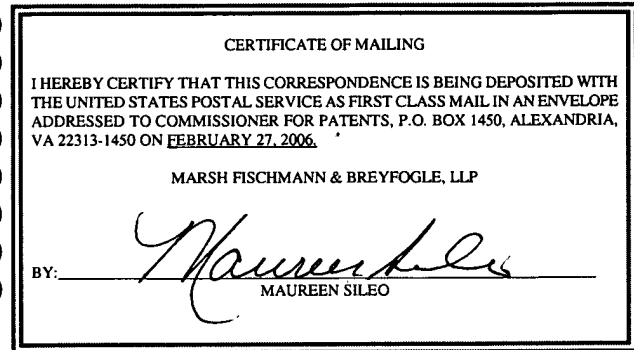 CERTIFICATE OF MAILING
I HEREBY CERTIFY THAT THIS CORRESPONDENCE IS BEING DEPOSITED WITH
THE UNITED STATES POSTAL SERVICE AS FIRST CLASS MAIL IN AN ENVELOPE
ADDRESSED TO COMMISSIONER FOR PATENTS, P.O. BOX 1450, ALEXANDRIA,
VA 22313-1450 ON FEBRUARY 27, 2006.
MARSH FISCHMANN & BREYFOGLE, LLP
BY: Maureen Sileo
MAUREEN SILEO